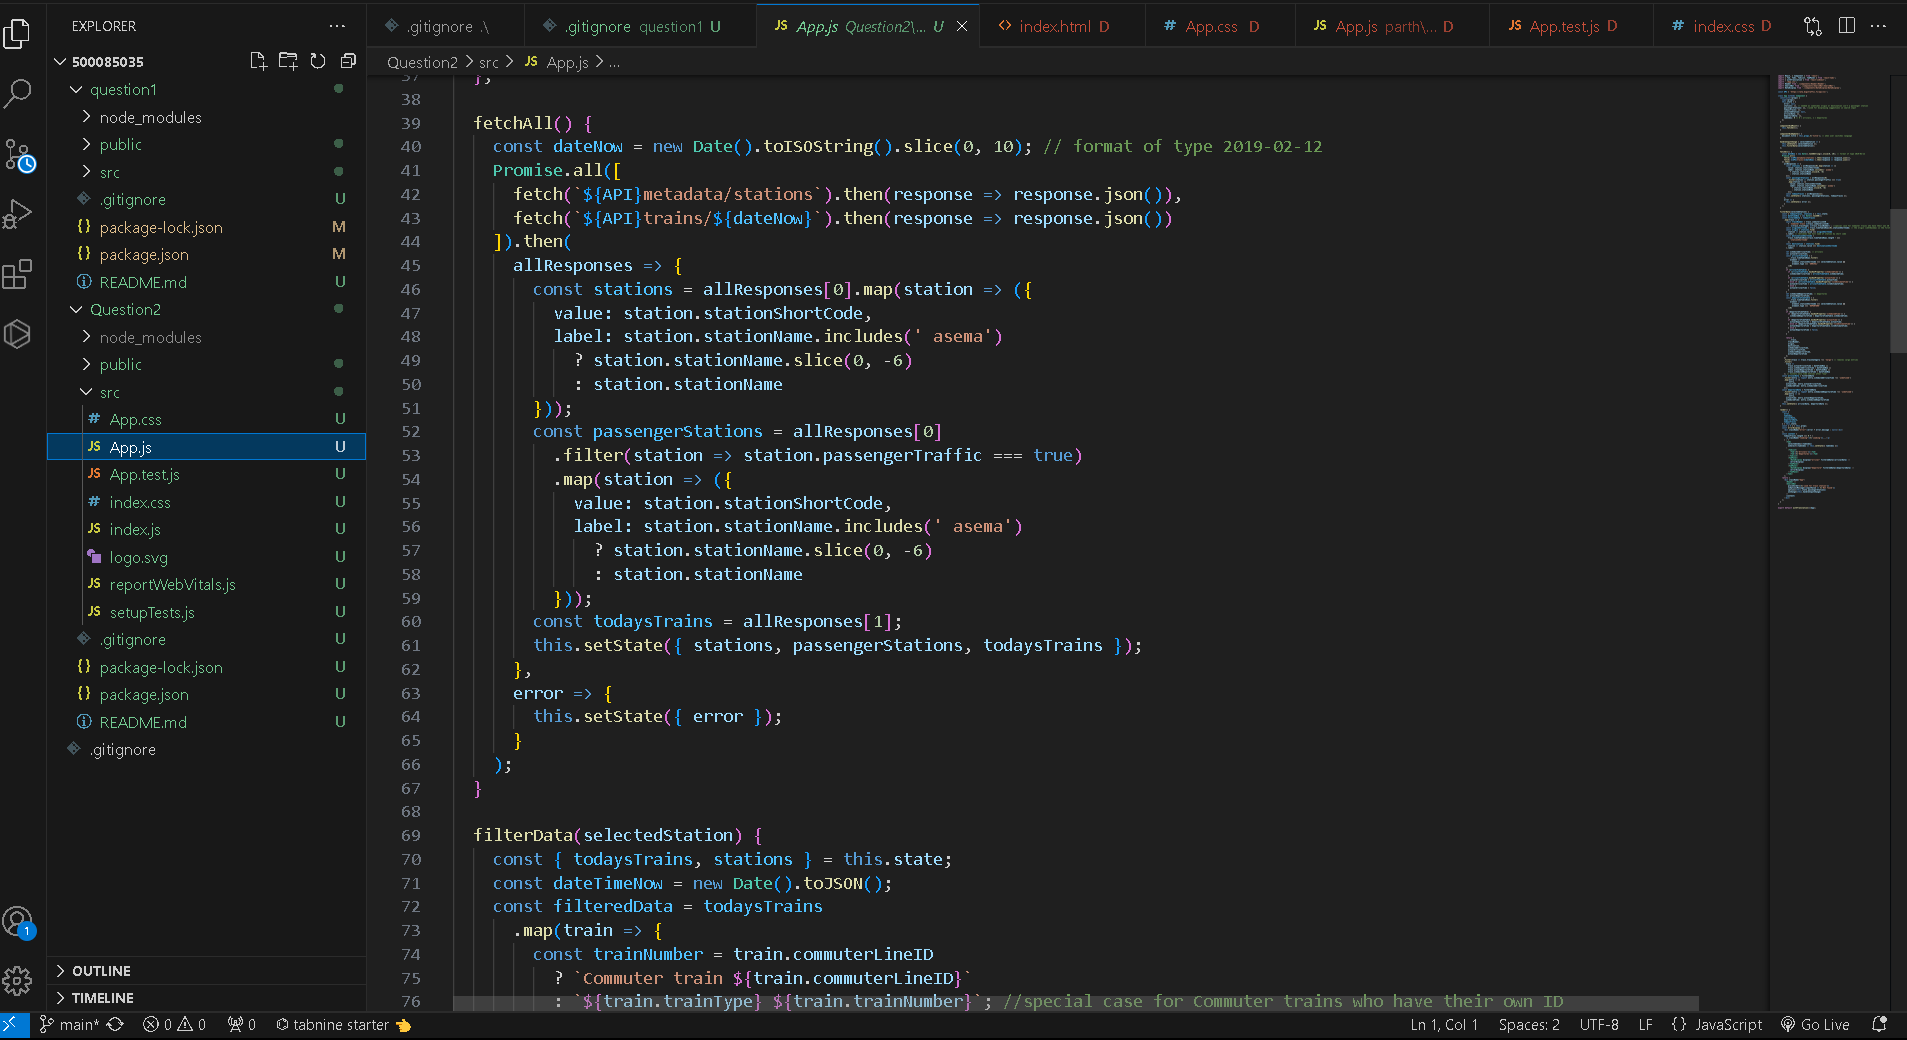 EXPLORER
500085035
question1
node_modules
public
src
.gitignore U
package-lock.json M
package.json M
README.md U
Question2
node_modules
public
src
App.css U
App.js U
App.test.js U
index.css U
index.js U
logo.svg U
reportWebVitals.js U
setupTests.js U
.gitignore U
package-lock.json U
package.json U
README.md U
.gitignore
OUTLINE
TIMELINE
.gitignore .\
.gitignore question1 U
JS App.js Question2\... U
index.html D
# App.css D
JS App.js parth\... D
JS App.test.js D
# index.css D
Question2 > src > JS App.js > ...
37 };
38
39 fetchAll() {
40 const dateNow = new Date().toISOString().slice(0, 10); // format of type 2019-02-12
41 Promise.all([
42 fetch(`${API}metadata/stations`).then(response => response.json()),
43 fetch(`${API}trains/${dateNow}`).then(response => response.json())
44 ]).then(
45 allResponses => {
46 const stations = allResponses[0].map(station => ({
47 value: station.stationShortCode,
48 label: station.stationName.includes(' asema')
49 ? station.stationName.slice(0, -6)
50 : station.stationName
51 }));
52 const passengerStations = allResponses[0]
53 .filter(station => station.passengerTraffic === true)
54 .map(station => ({
55 value: station.stationShortCode,
56 label: station.stationName.includes(' asema')
57 ? station.stationName.slice(0, -6)
58 : station.stationName
59 }));
60 const todaysTrains = allResponses[1];
61 this.setState({ stations, passengerStations, todaysTrains });
62 },
63 error => {
64 this.setState({ error });
65 }
66 );
67 }
68
69 filterData(selectedStation) {
70 const { todaysTrains, stations } = this.state;
71 const dateTimeNow = new Date().toJSON();
72 const filteredData = todaysTrains
73 .map(train => {
74 const trainNumber = train.commuterLineID
75 ? `Commuter train ${train.commuterLineID}`
76 : `${train.trainType} ${train.trainNumber}`; //special case for Commuter trains who have their own ID
1
main* 0 0 0 tabnine starter Ln 1, Col 1 Spaces: 2 UTF-8 LF {} JavaScript Go Live